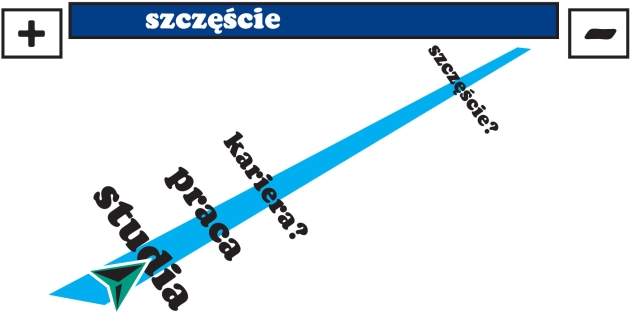 +
szczęście
-
szczęście?
kariera?
praca
studia